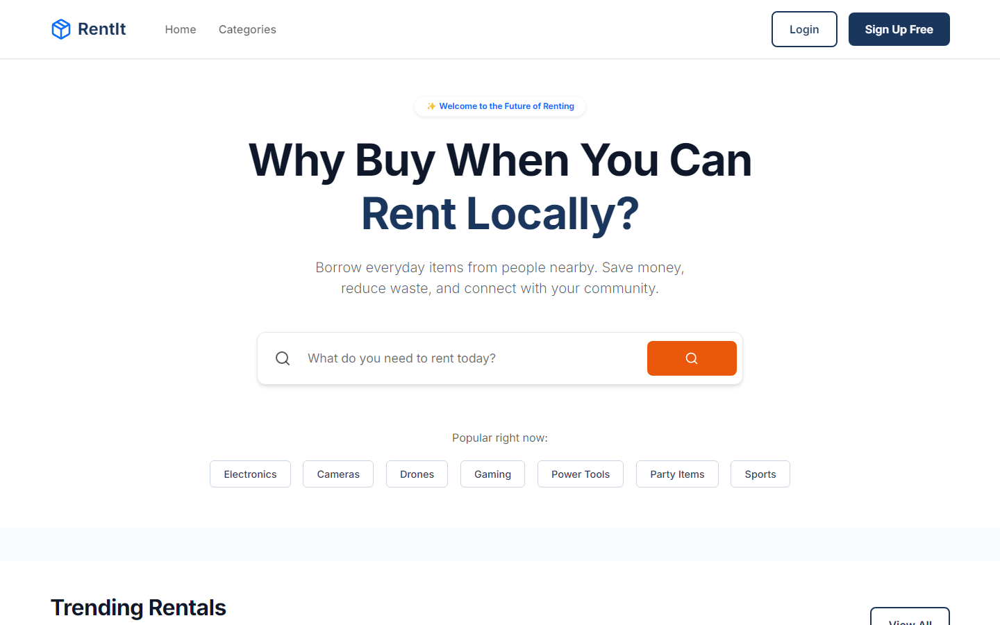 RentIt
Home
Categories
Login
Sign Up Free
✨ Welcome to the Future of Renting
Why Buy When You Can
Rent Locally?
Borrow everyday items from people nearby. Save money,
reduce waste, and connect with your community.
What do you need to rent today?
Popular right now:
Electronics
Cameras
Drones
Gaming
Power Tools
Party Items
Sports
Trending Rentals
View All